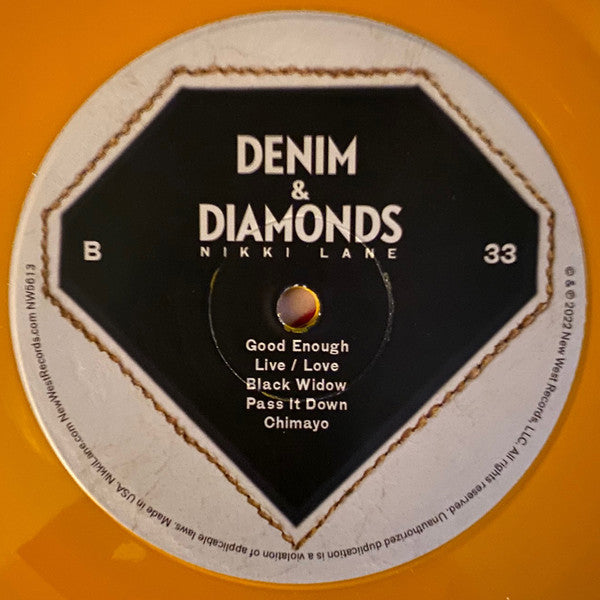 DENIM
&
DIAMONDS
NIKKI LANE
B
33
Good Enough
Live / Love
Black Widow
Pass It Down
Chimayo
℗ & © 2022 New West Records, LLC. All rights reserved. Unauthorized duplication is a violation of applicable laws. Made in USA. NikkiLane.com NewWestRecords.com NW5613